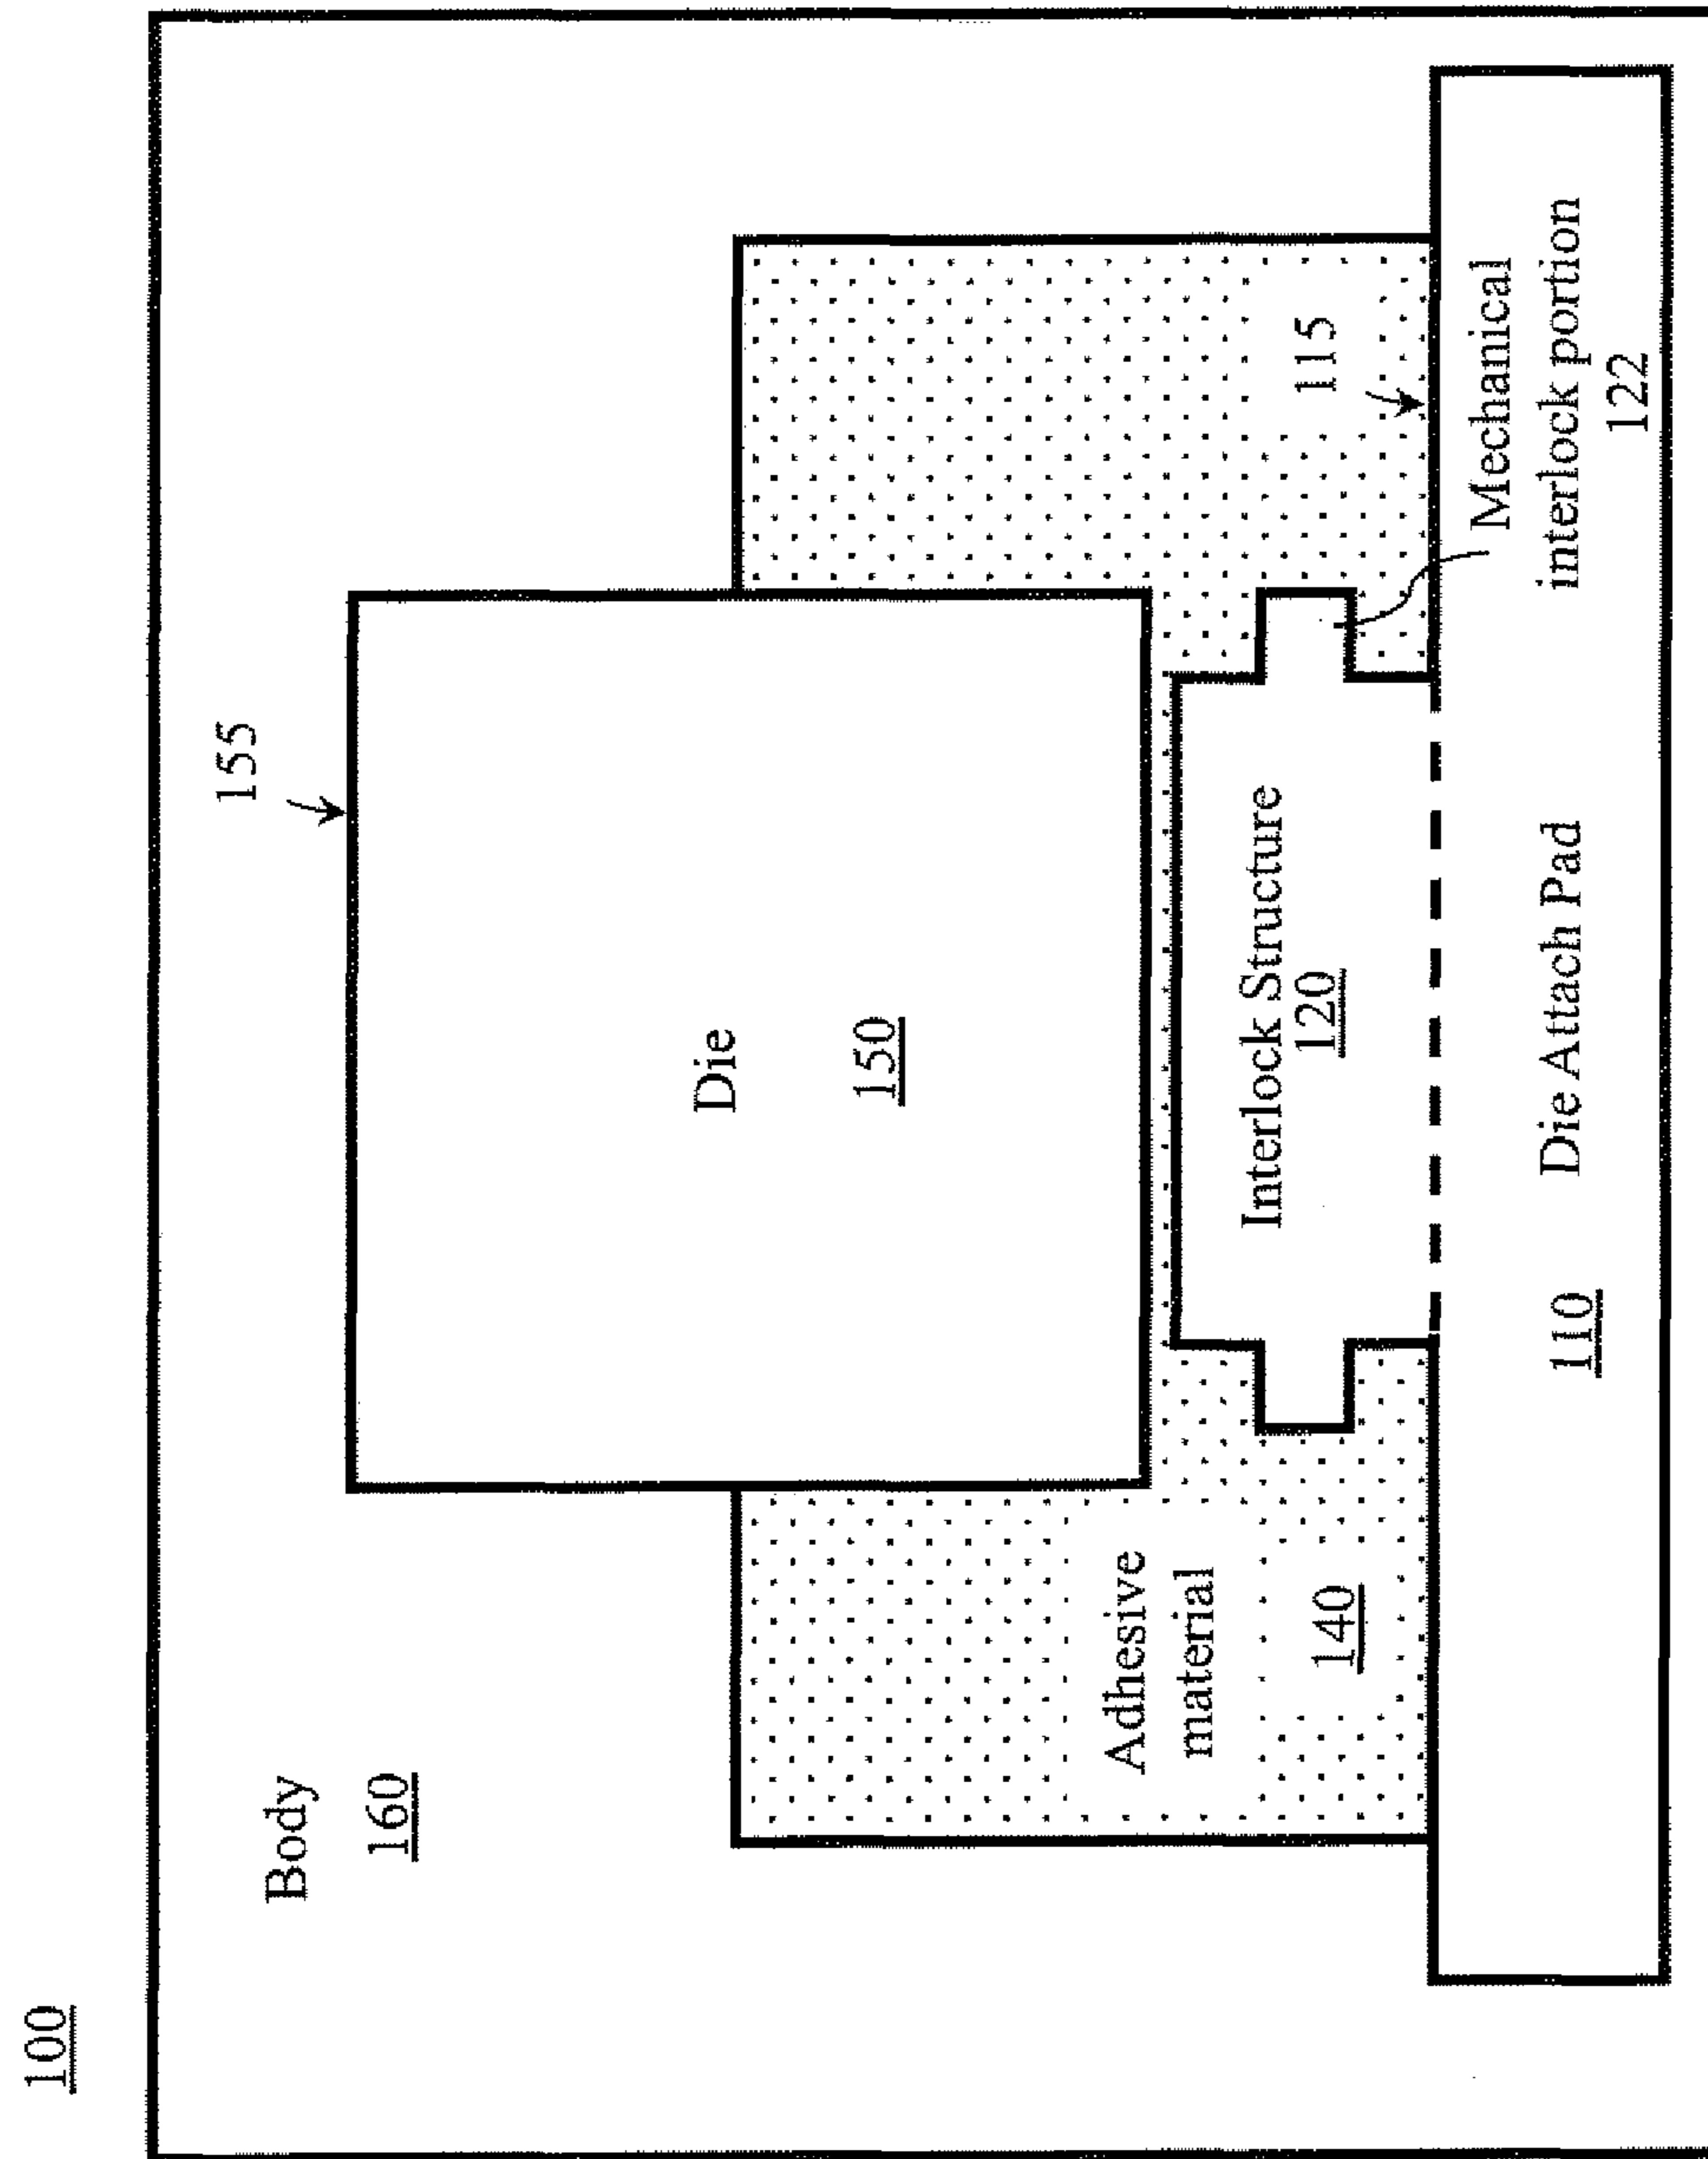 100
Body
160
155
Die
150
Adhesive
material
140
Interlock Structure
120
115
Mechanical
interlock portion
122
110
Die Attach Pad